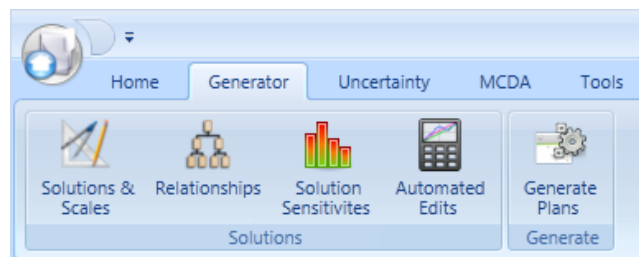 Home Generator Uncertainty MCDA Tools
Solutions & Relationships Solution Automated Generate
Scales Sensitivites Edits Plans
Solutions Generate